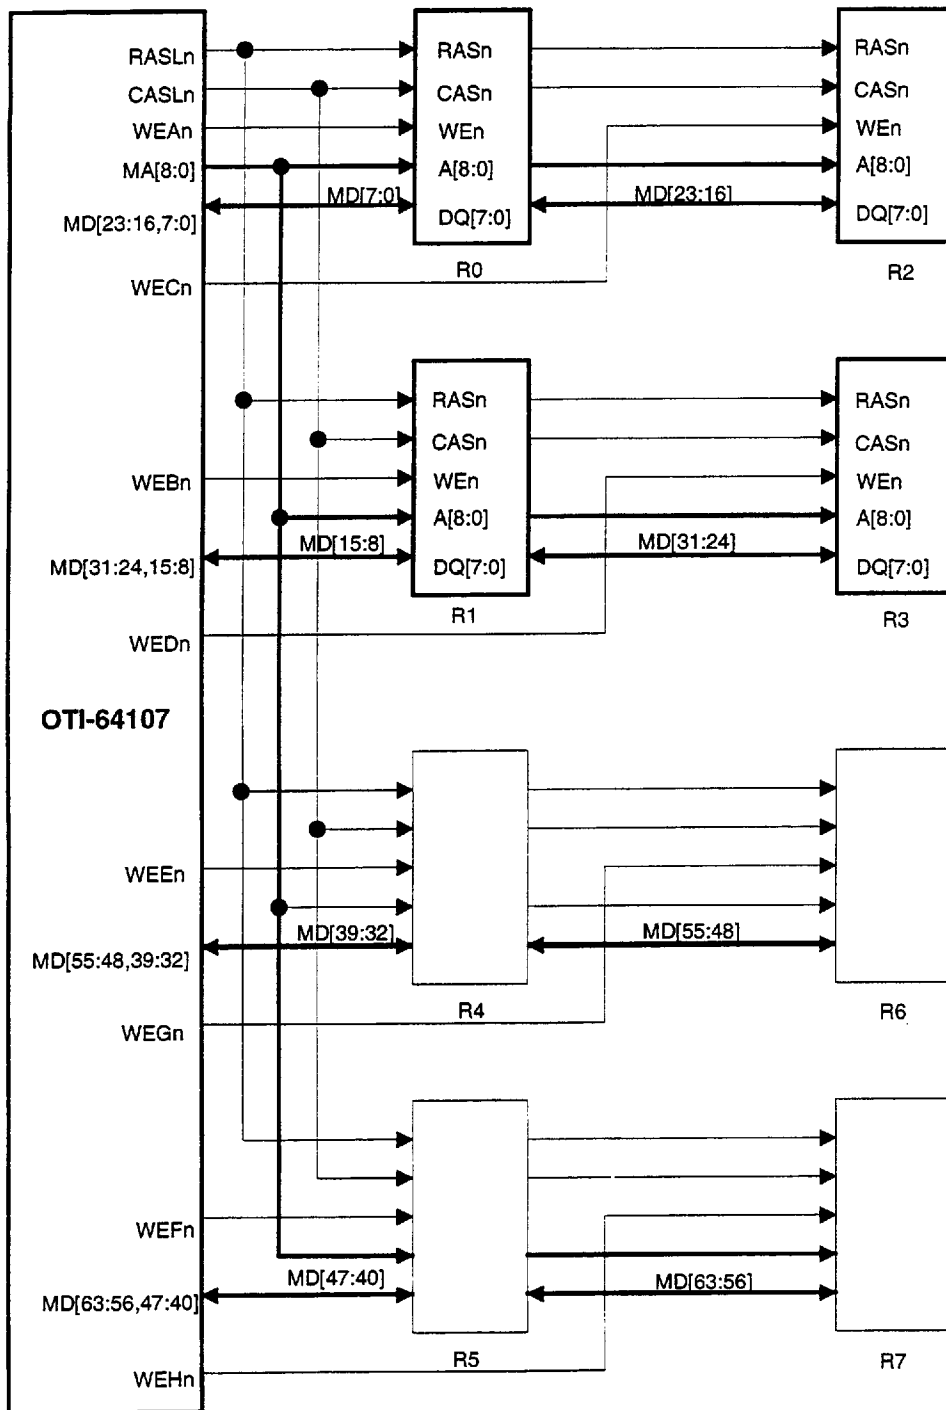 RASLn
RASn
RASn
CASLn
CASn
CASn
WEAn
WEn
WEn
MA[8:0]
A[8:0]
A[8:0]
MD[7:0]
MD[23:16]
MD[23:16,7:0]
DQ[7:0]
DQ[7:0]
R0
R2
WECn
RASn
RASn
CASn
CASn
WEBn
WEn
WEn
A[8:0]
A[8:0]
MD[15:8]
MD[31:24]
MD[31:24,15:8]
DQ[7:0]
DQ[7:0]
R1
R3
WEDn
OTI-64107
WEEn
MD[39:32]
MD[55:48]
MD[55:48,39:32]
R4
R6
WEGn
WEFn
MD[47:40]
MD[63:56]
MD[63:56,47:40]
R5
R7
WEHn